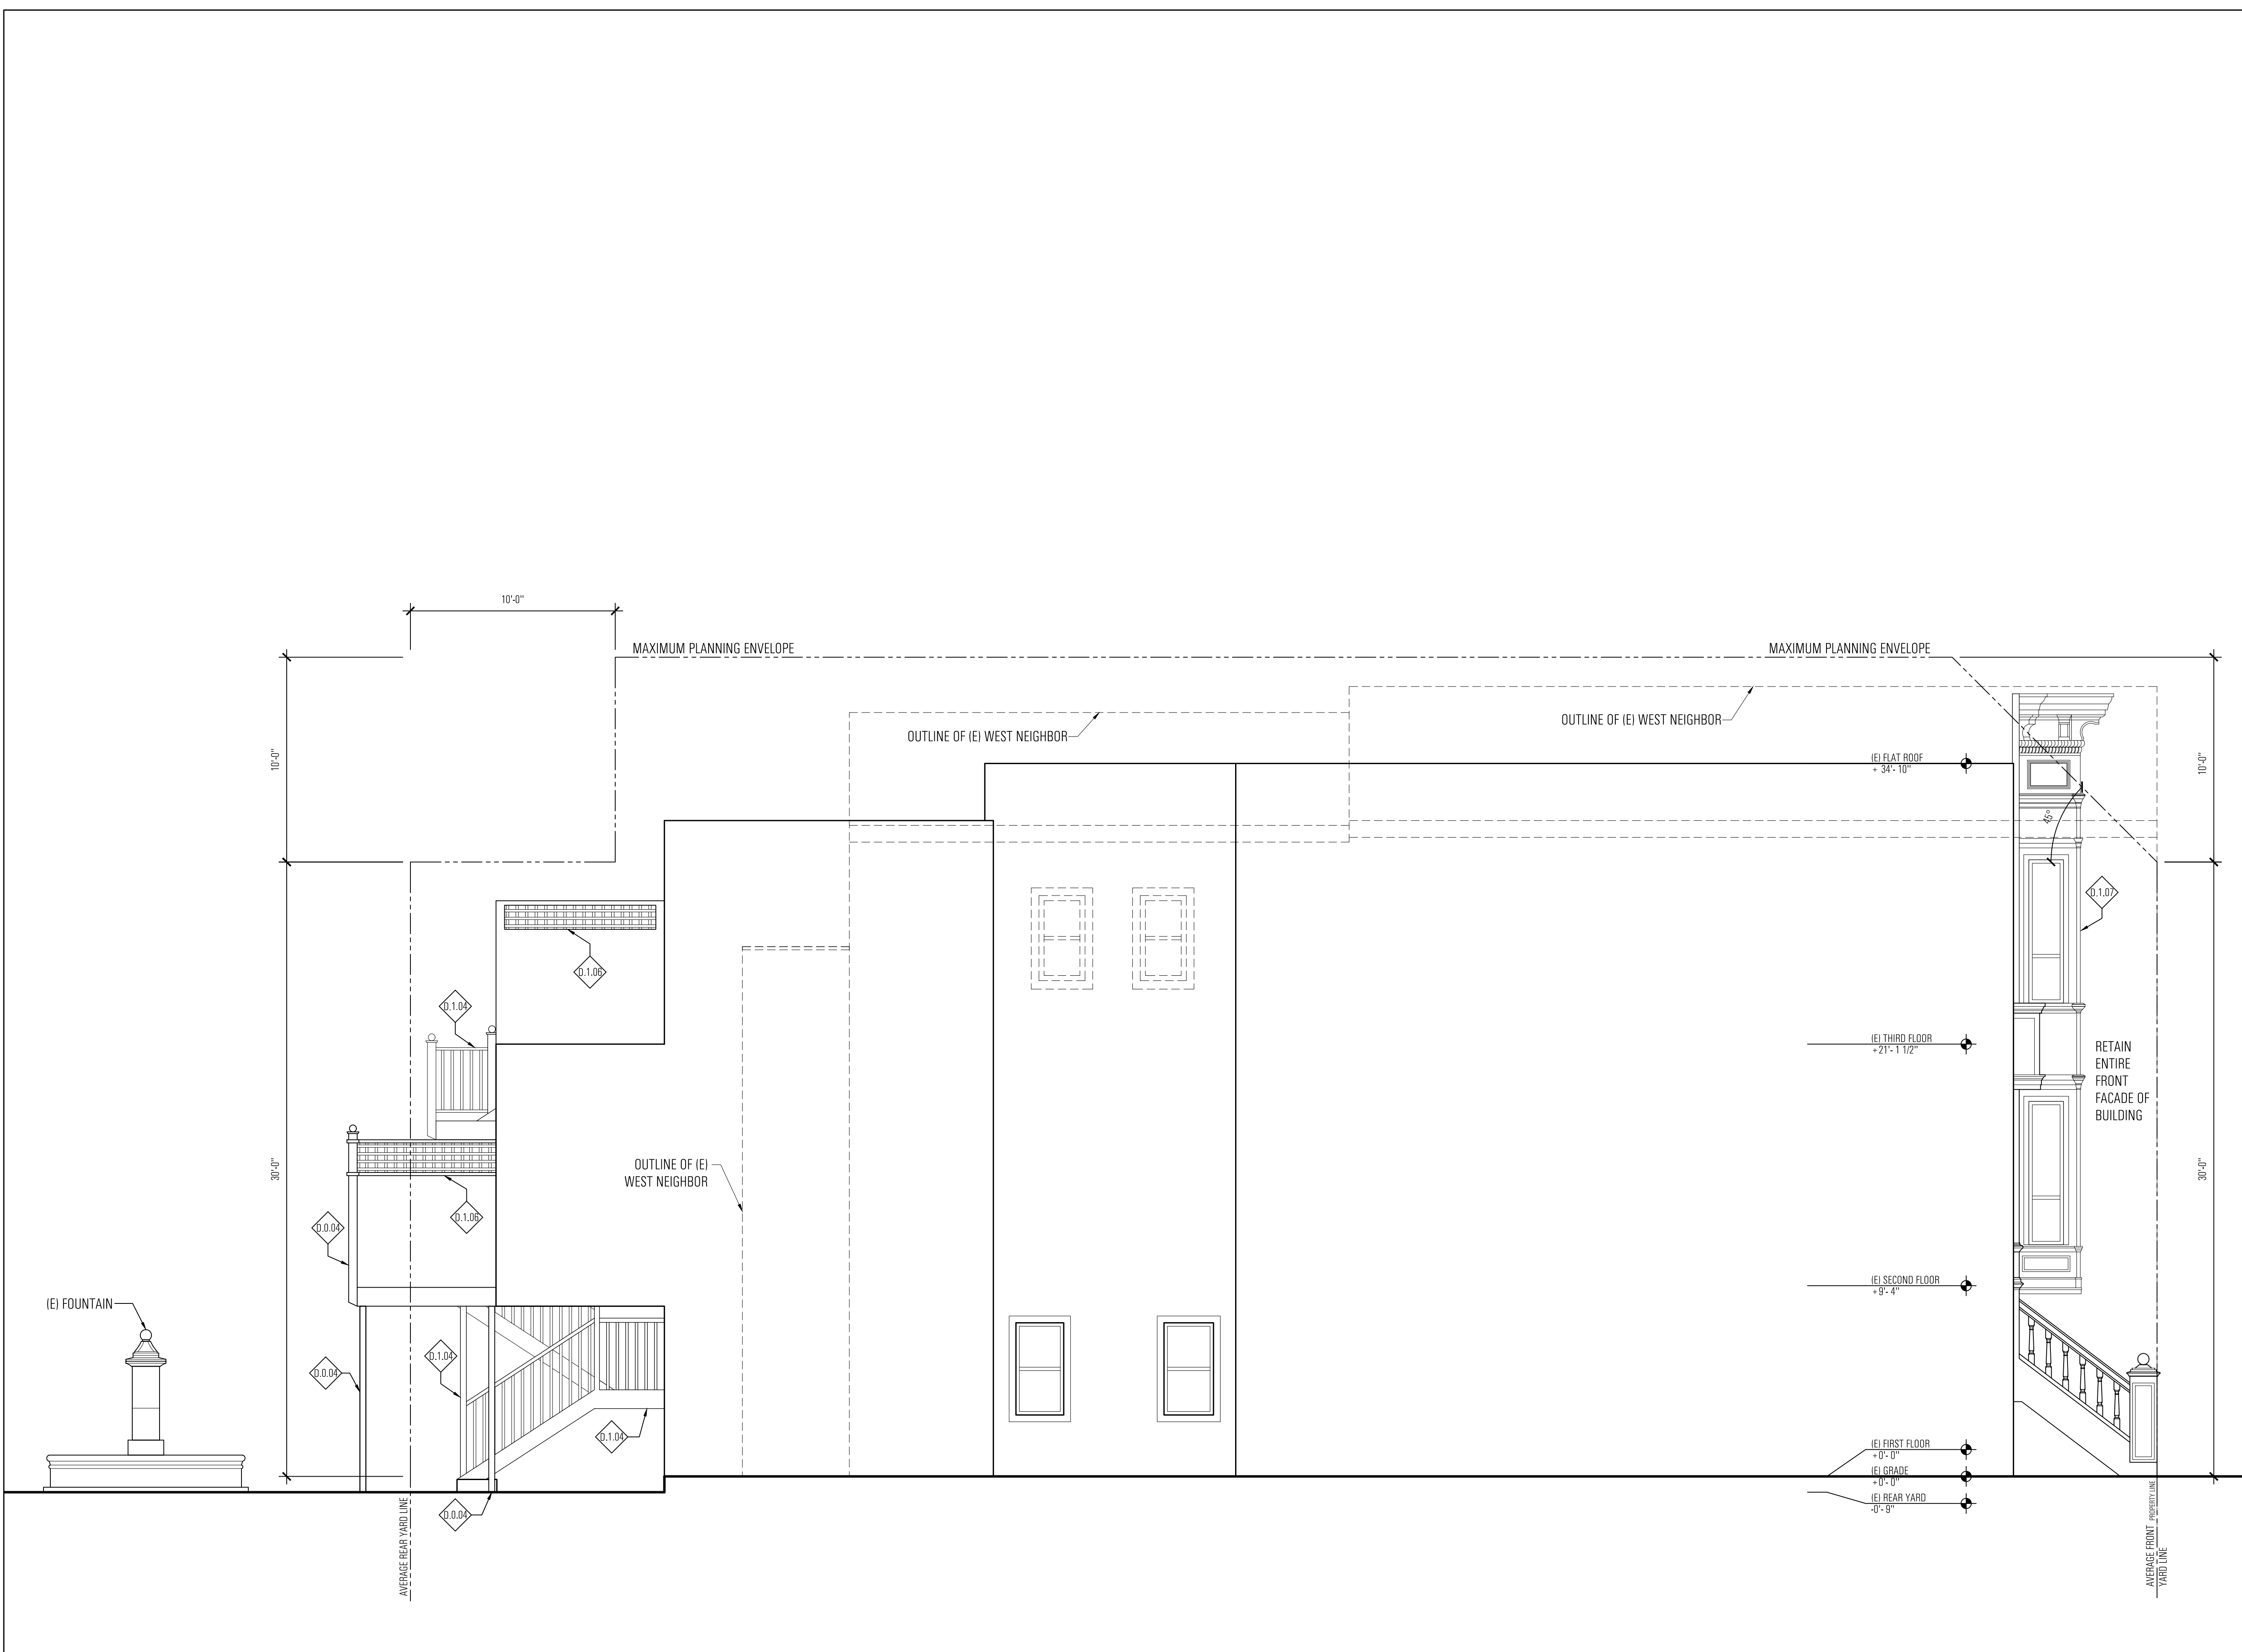 10'-0"
MAXIMUM PLANNING ENVELOPE
MAXIMUM PLANNING ENVELOPE
OUTLINE OF (E) WEST NEIGHBOR
OUTLINE OF (E) WEST NEIGHBOR
10'-0"
10'-0"
(E) FLAT ROOF
+ 34'- 10"
45°
D.1.07
D.1.06
D.1.04
(E) THIRD FLOOR
+21'- 1 1/2"
RETAIN
ENTIRE
FRONT
FACADE OF
BUILDING
30'-0"
30'-0"
OUTLINE OF (E)
WEST NEIGHBOR
D.1.06
D.0.04
(E) SECOND FLOOR
+9'- 4"
(E) FOUNTAIN
D.1.04
D.0.04
D.1.04
(E) FIRST FLOOR
+0'- 0"
(E) GRADE
+0'- 0"
(E) REAR YARD
-0'- 9"
D.0.04
AVERAGE REAR YARD LINE
AVERAGE FRONT
YARD LINE
PROPERTY LINE